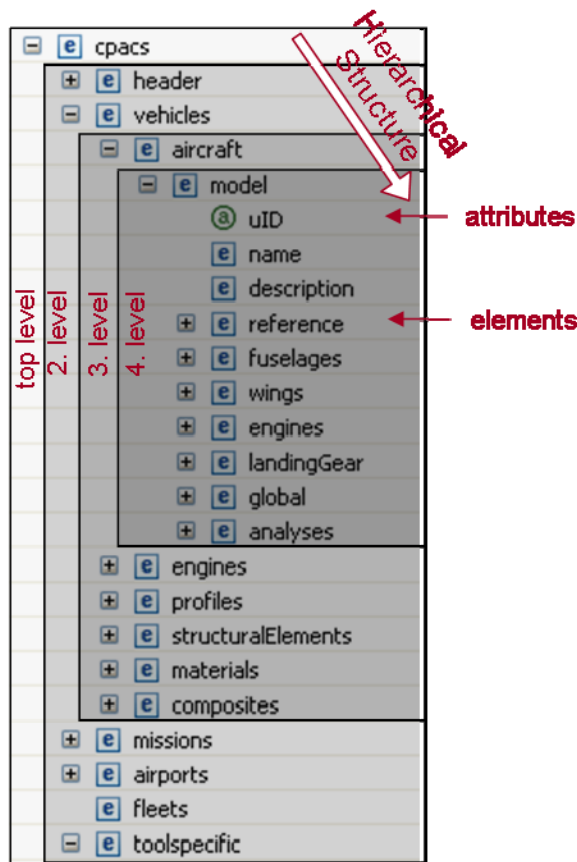 cpacs
Hierarchical
Structure
e header
e vehicles
e aircraft
e model
a uID
attributes
e name
e description
e reference
elements
e fuselages
e wings
e engines
e landingGear
e global
e analyses
top level
2. level
3. level
4. level
e engines
e profiles
e structuralElements
e materials
e composites
e missions
e airports
e fleets
e toolspecific